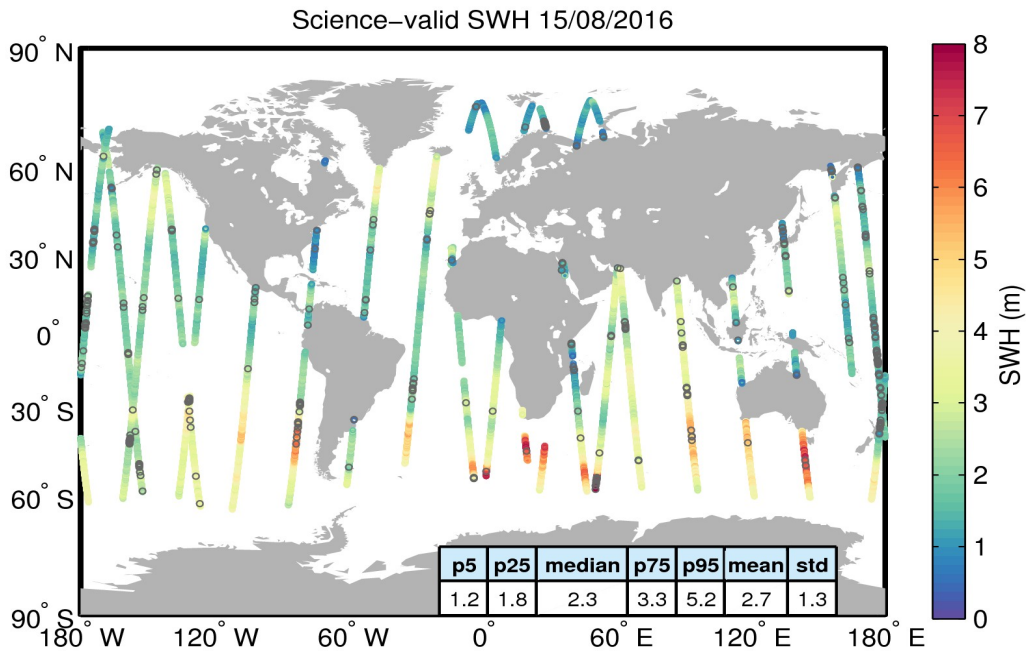 Science−valid SWH 15/08/2016
90° N
60° N
30° N
0°
30° S
60° S
90° S
180° W
120° W
60° W
0°
60° E
120° E
180° E
p5 p25 median p75 p95 mean std
1.2 1.8 2.3 3.3 5.2 2.7 1.3
8
7
6
5
4
3
2
1
0
SWH (m)